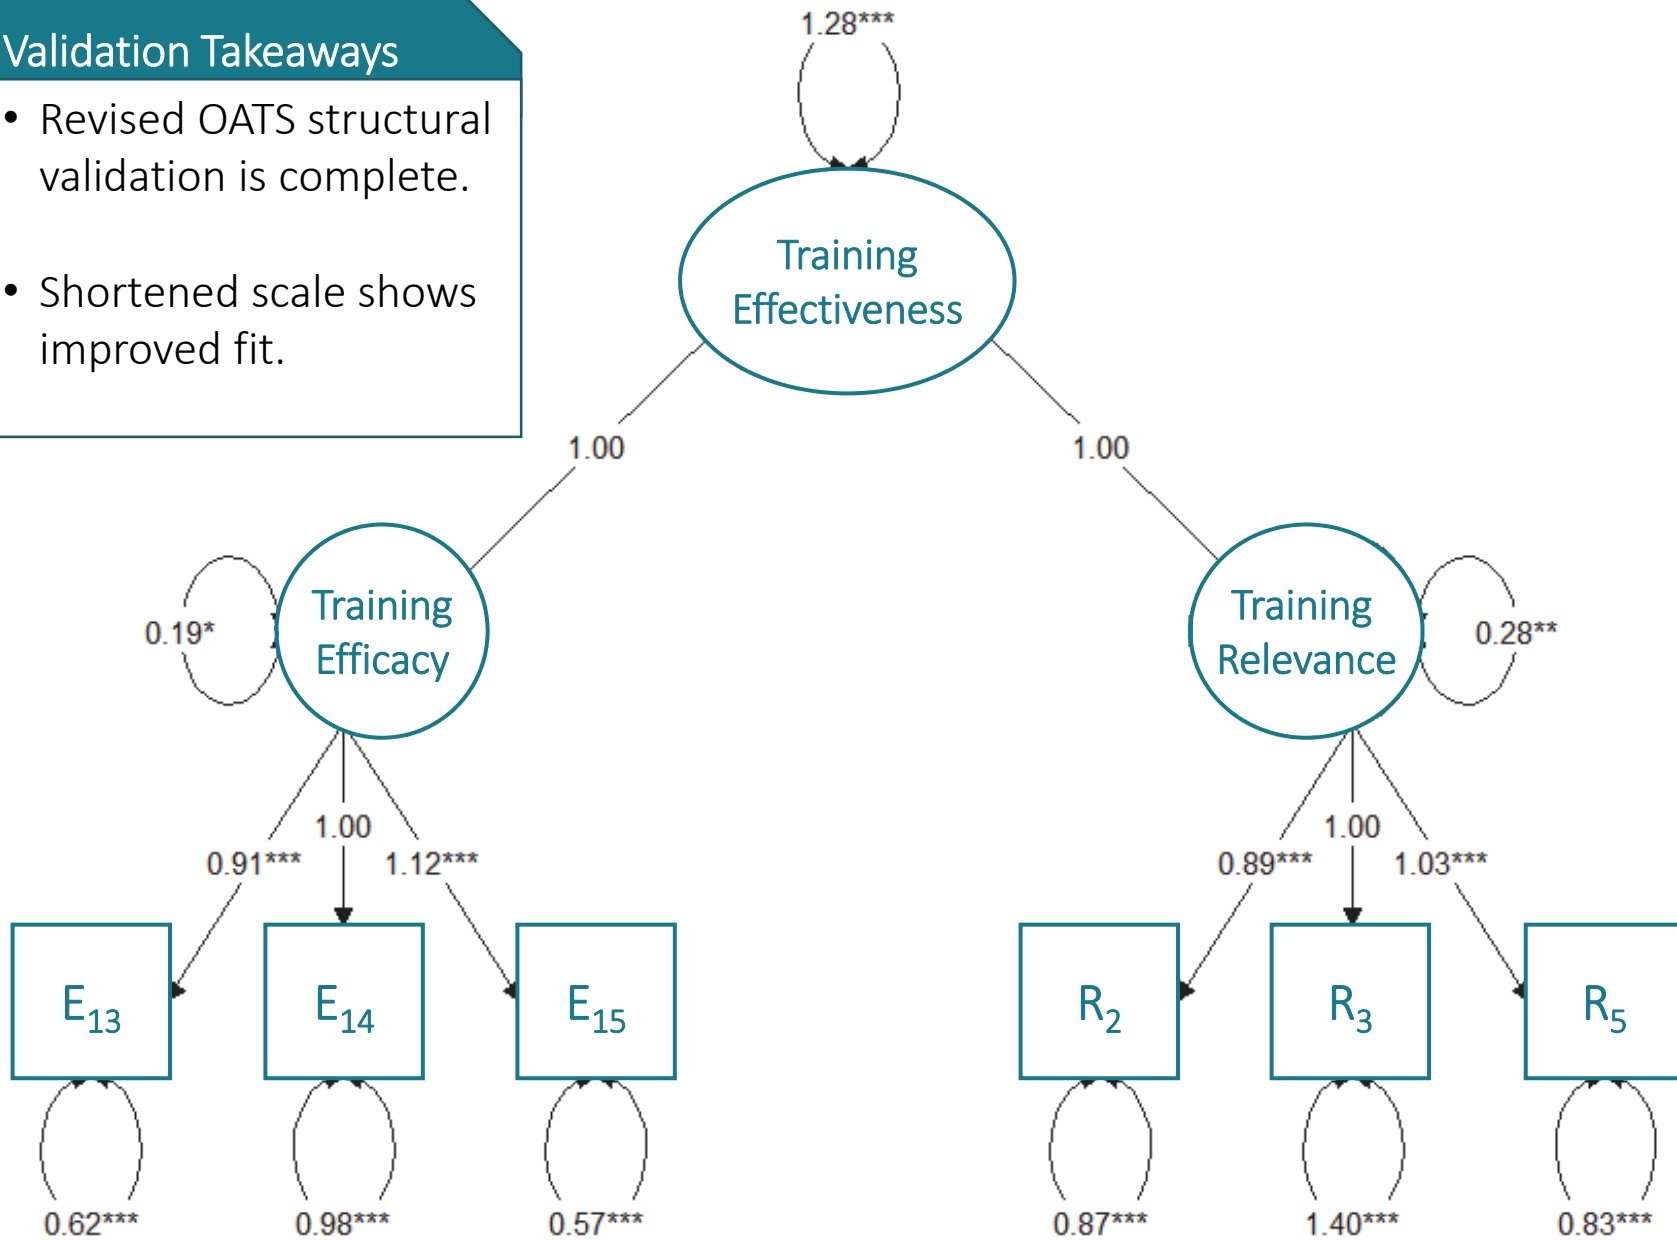 Validation Takeaways
• Revised OATS structural
validation is complete.
• Shortened scale shows
improved fit.
1.28***
Training
Effectiveness
1.00
1.00
Training
Efficacy
0.19*
Training
Relevance
0.28**
1.00
0.91***
1.12***
1.00
0.89***
1.03***
E13
E14
E15
R2
R3
R5
0.62***
0.98***
0.57***
0.87***
1.40***
0.83***